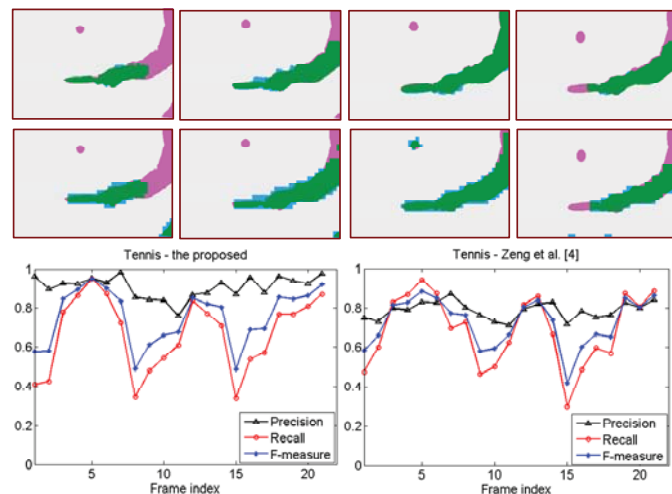 Tennis - the proposed
1
0.8
0.6
0.4
0.2
0
5 10 15 20
Frame index
Precision
Recall
F-measure
Tennis - Zeng et al. [4]
1
0.8
0.6
0.4
0.2
0
5 10 15 20
Frame index
Precision
Recall
F-measure